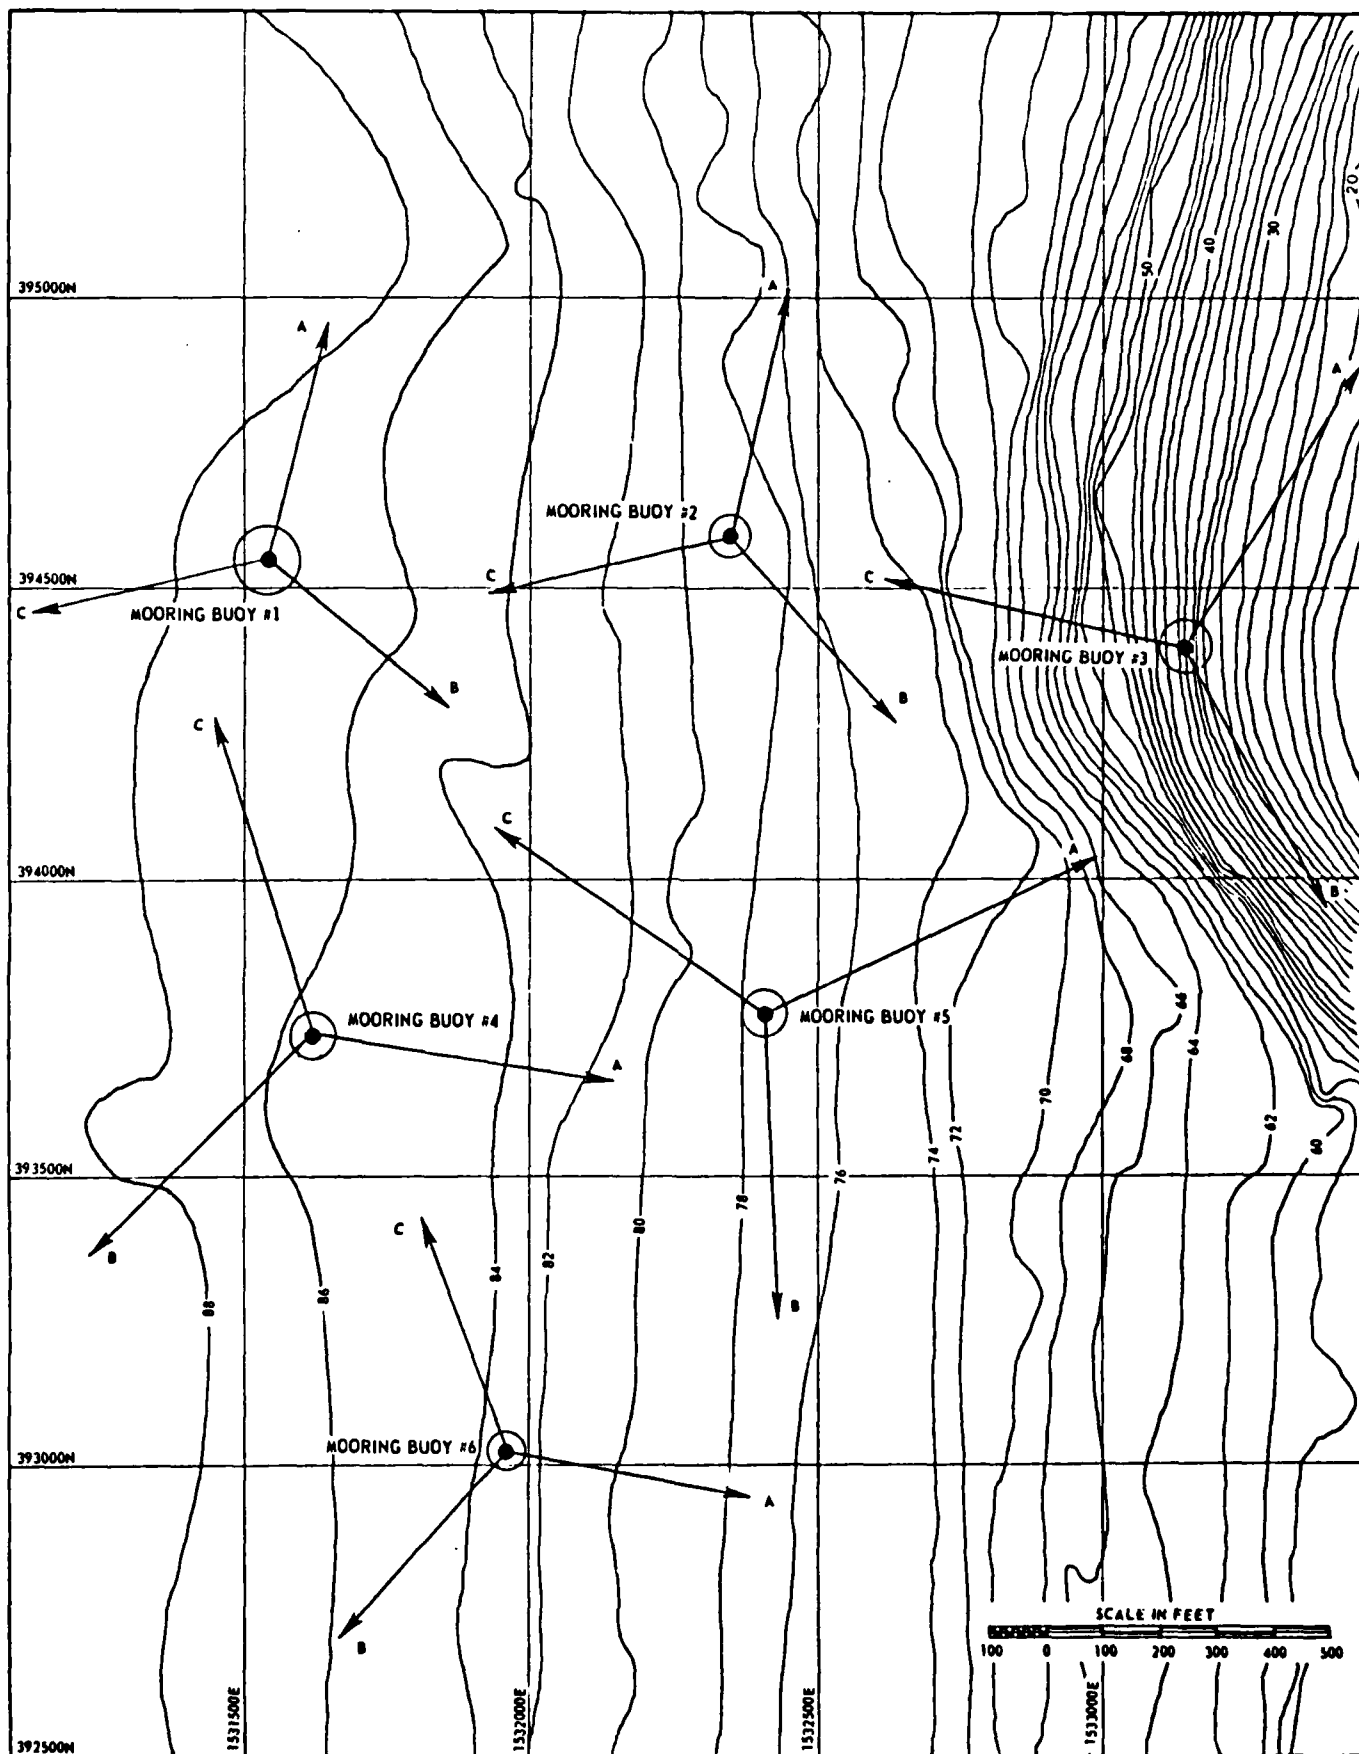 20
30
40
50
395000N
A
A
A
MOORING BUOY #2
C
C
394500N
C
MOORING BUOY #1
MOORING BUOY #3
B
B
C
C
A
394000N
B
66
MOORING BUOY #4
MOORING BUOY #5
64
68
A
70
62
72
60
74
393500N
76
78
C
80
82
B
84
86
88
B
MOORING BUOY #6
393000N
A
SCALE IN FEET
B
100 0 100 200 300 400 500
1531500E
1532000E
1532500E
1533000E
392500N